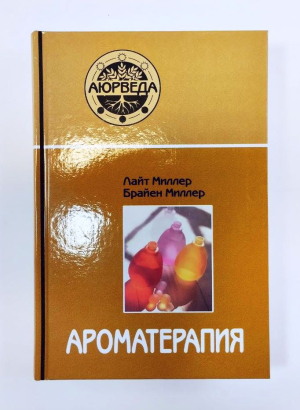 АЮРВЕДА
Лайт Миллер
Брайен Миллер
АРОМАТЕРАПИЯ